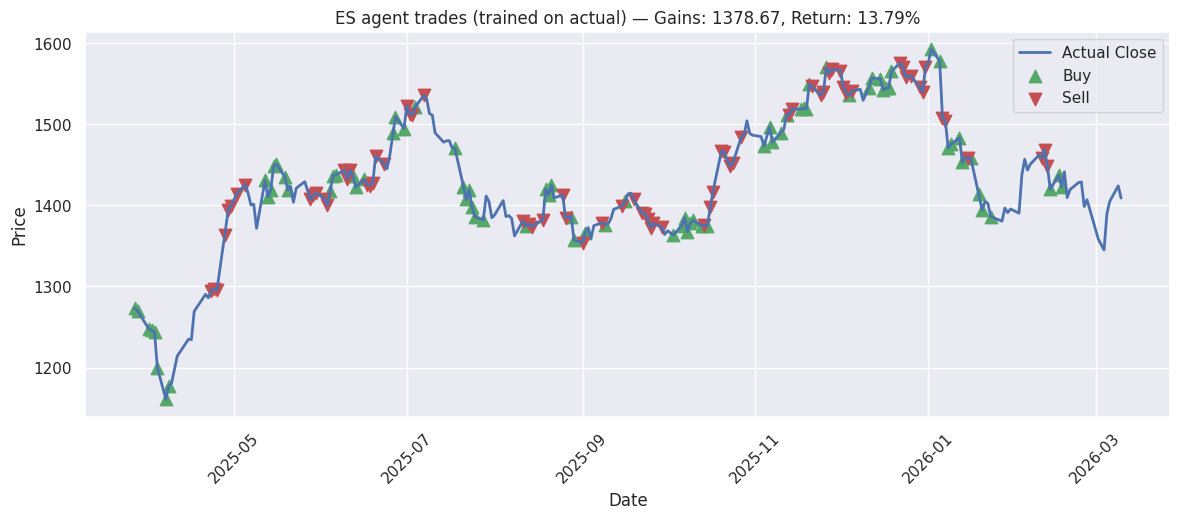 ES agent trades (trained on actual) — Gains: 1378.67, Return: 13.79%
Actual Close
Buy
Sell
Price
1600
1500
1400
1300
1200
2025-05
2025-07
2025-09
2025-11
2026-01
2026-03
Date